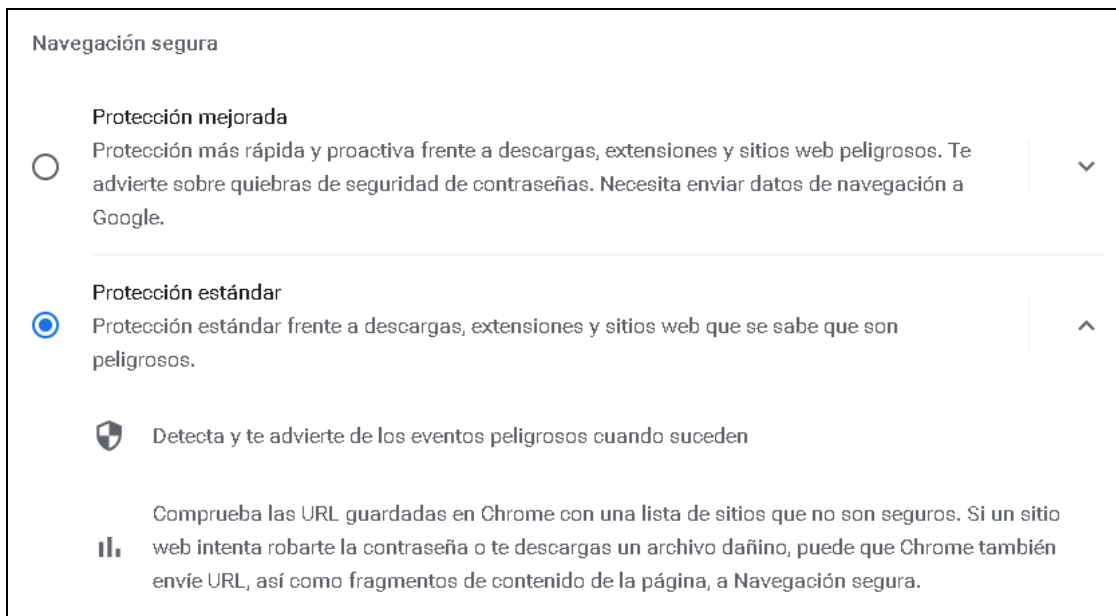 Navegación segura
Protección mejorada
Protección más rápida y proactiva frente a descargas, extensiones y sitios web peligrosos. Te
advierte sobre quiebras de seguridad de contraseñas. Necesita enviar datos de navegación a
Google.
Protección estándar
Protección estándar frente a descargas, extensiones y sitios web que se sabe que son
peligrosos.
Detecta y te advierte de los eventos peligrosos cuando suceden
Comprueba las URL guardadas en Chrome con una lista de sitios que no son seguros. Si un sitio
web intenta robarte la contraseña o te descargas un archivo dañino, puede que Chrome también
envíe URL, así como fragmentos de contenido de la página, a Navegación segura.